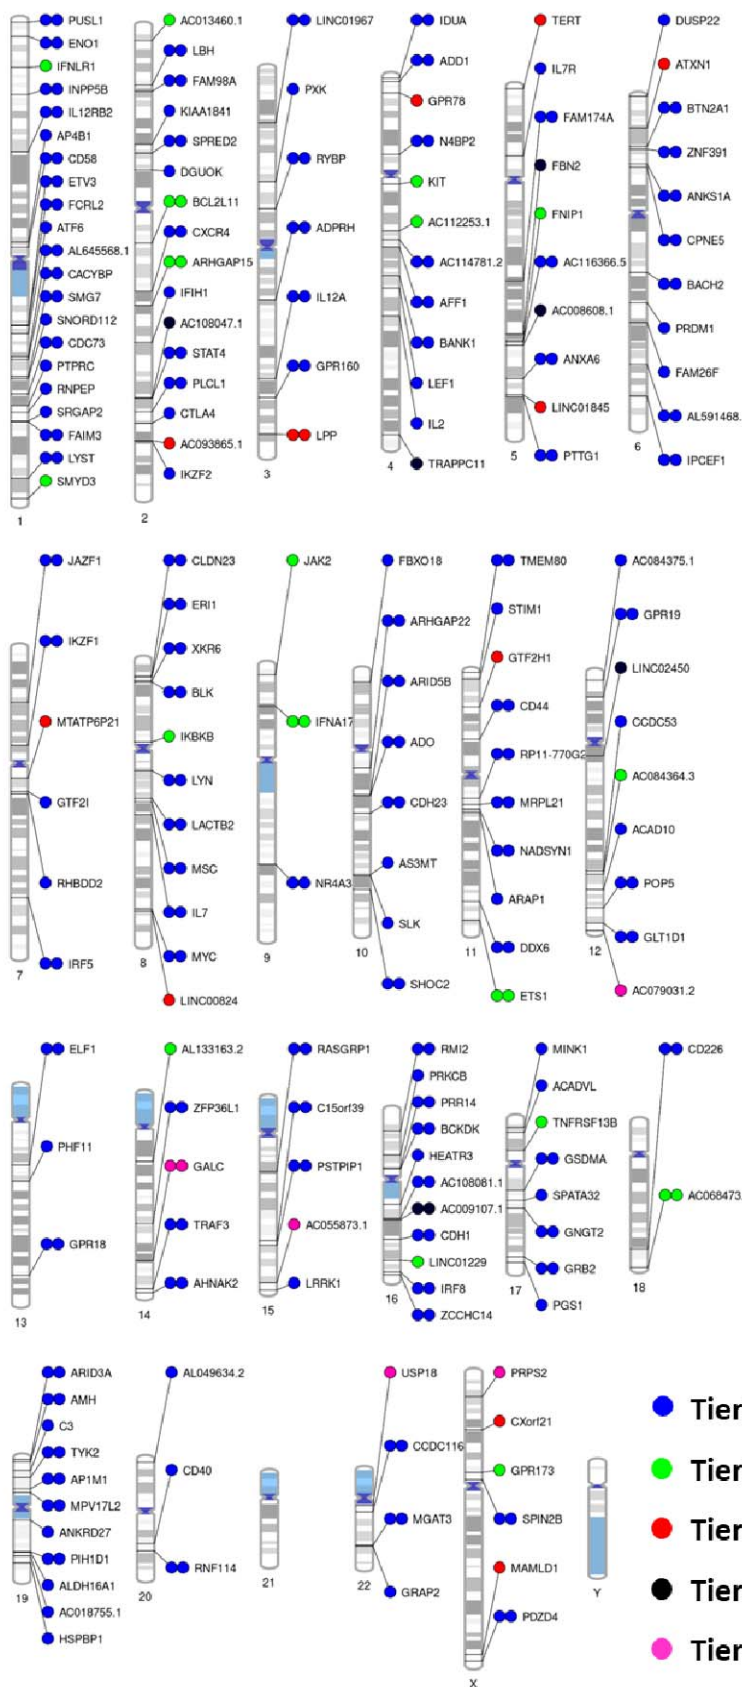 PUSL1
ENO1
IFNLR1
INPP5B
IL12RB2
AP4B1
CD58
ETV3
FCRL2
ATF6
AL645568.1
CACYBP
SMG7
SNORD112
CDC73
PTPRC
RNPEP
SRGAP2
FAIM3
LYST
SMYD3
1
AC013460.1
LBH
FAM98A
KIAA1841
SPRED2
DGUOK
BCL2L11
CXCR4
ARHGAP15
IFIH1
AC108047.1
STAT4
PLCL1
CTLA4
AC093865.1
IKZF2
2
LINC01967
PXK
RYBP
ADPRH
IL12A
GPR160
LPP
3
IDUA
ADD1
GPR78
N4BP2
KIT
AC112253.1
AC114781.2
AFF1
BANK1
LEF1
IL2
TRAPPC11
4
TERT
IL7R
FAM174A
FBN2
FNIP1
AC116366.5
AC008608.1
ANXA6
LINC01845
PTTG1
5
DUSP22
ATXN1
BTN2A1
ZNF391
ANKS1A
CPNE5
BACH2
PRDM1
FAM26F
AL591468.
IPCEF1
6
JAZF1
IKZF1
MTATP6P21
GTF2I
RHBDD2
IRF5
7
CLDN23
ERI1
XKR6
BLK
IKBKB
LYN
LACTB2
MSC
IL7
MYC
LINC00824
8
JAK2
IFNA17
NR4A3
9
FBXO18
ARHGAP22
ARID5B
ADO
CDH23
AS3MT
SLK
SHOC2
10
TMEM80
STIM1
GTF2H1
CD44
RP11-770G2
MRPL21
NADSYN1
ARAP1
DDX6
ETS1
11
AC084375.1
GPR19
LINC02450
CCDC53
AC084364.3
ACAD10
POP5
GLT1D1
AC079031.2
12
ELF1
PHF11
GPR18
13
AL133163.2
ZFP36L1
GALC
TRAF3
AHNAK2
14
RASGRP1
C15orf39
PSTPIP1
AC055873.1
LRRK1
15
RMI2
PRKCB
PRR14
BCKDK
HEATR3
AC108081.1
AC009107.1
CDH1
LINC01229
IRF8
ZCCHC14
16
MINK1
ACADVL
TNFRSF13B
GSDMA
SPATA32
GNGT2
GRB2
PGS1
17
CD226
AC068473
18
ARID3A
AMH
C3
TYK2
AP1M1
MPV17L2
ANKRD27
PIH1D1
ALDH16A1
AC018755.1
HSPBP1
19
AL049634.2
CD40
RNF114
20
21
USP18
CCDC116
MGAT3
GRAP2
22
PRPS2
CXorf21
GPR173
SPIN2B
MAMLD1
PDZD4
X
Y
Tier
Tier
Tier
Tier
Tier